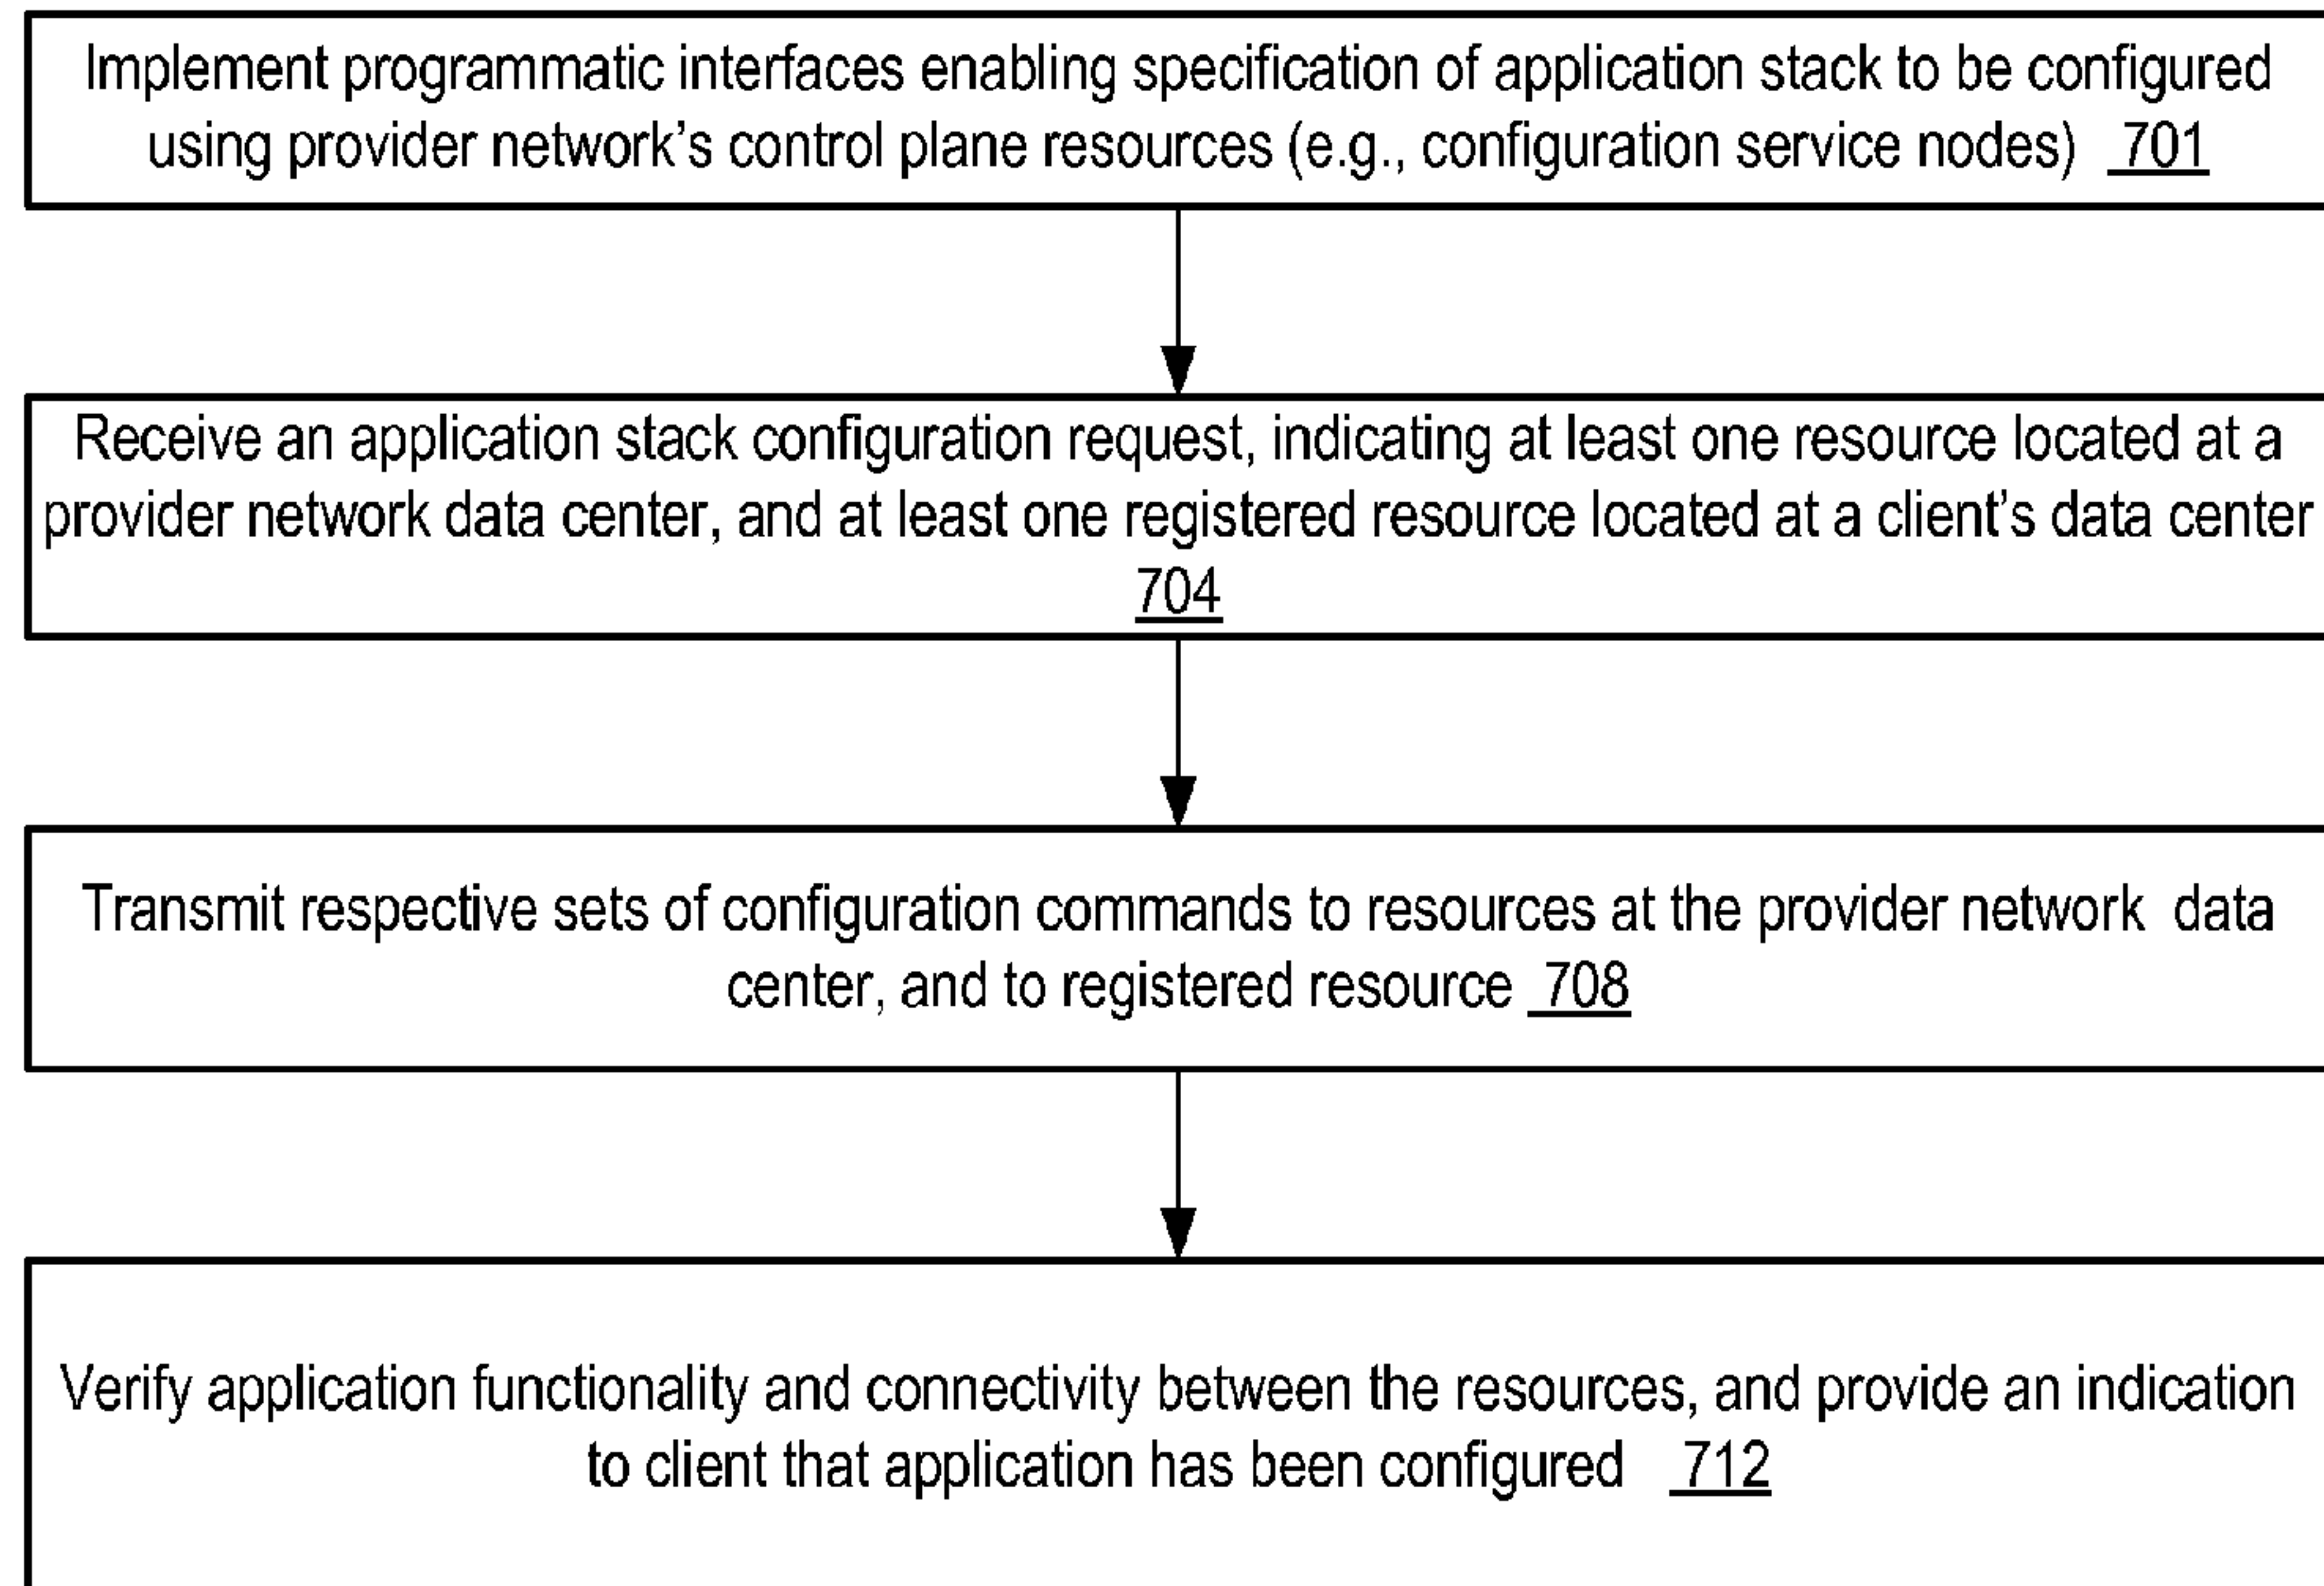 Implement programmatic interfaces enabling specification of application stack to be configured
using provider network’s control plane resources (e.g., configuration service nodes) 701
Receive an application stack configuration request, indicating at least one resource located at a
provider network data center, and at least one registered resource located at a client’s data center
704
Transmit respective sets of configuration commands to resources at the provider network data
center, and to registered resource 708
Verify application functionality and connectivity between the resources, and provide an indication
to client that application has been configured 712